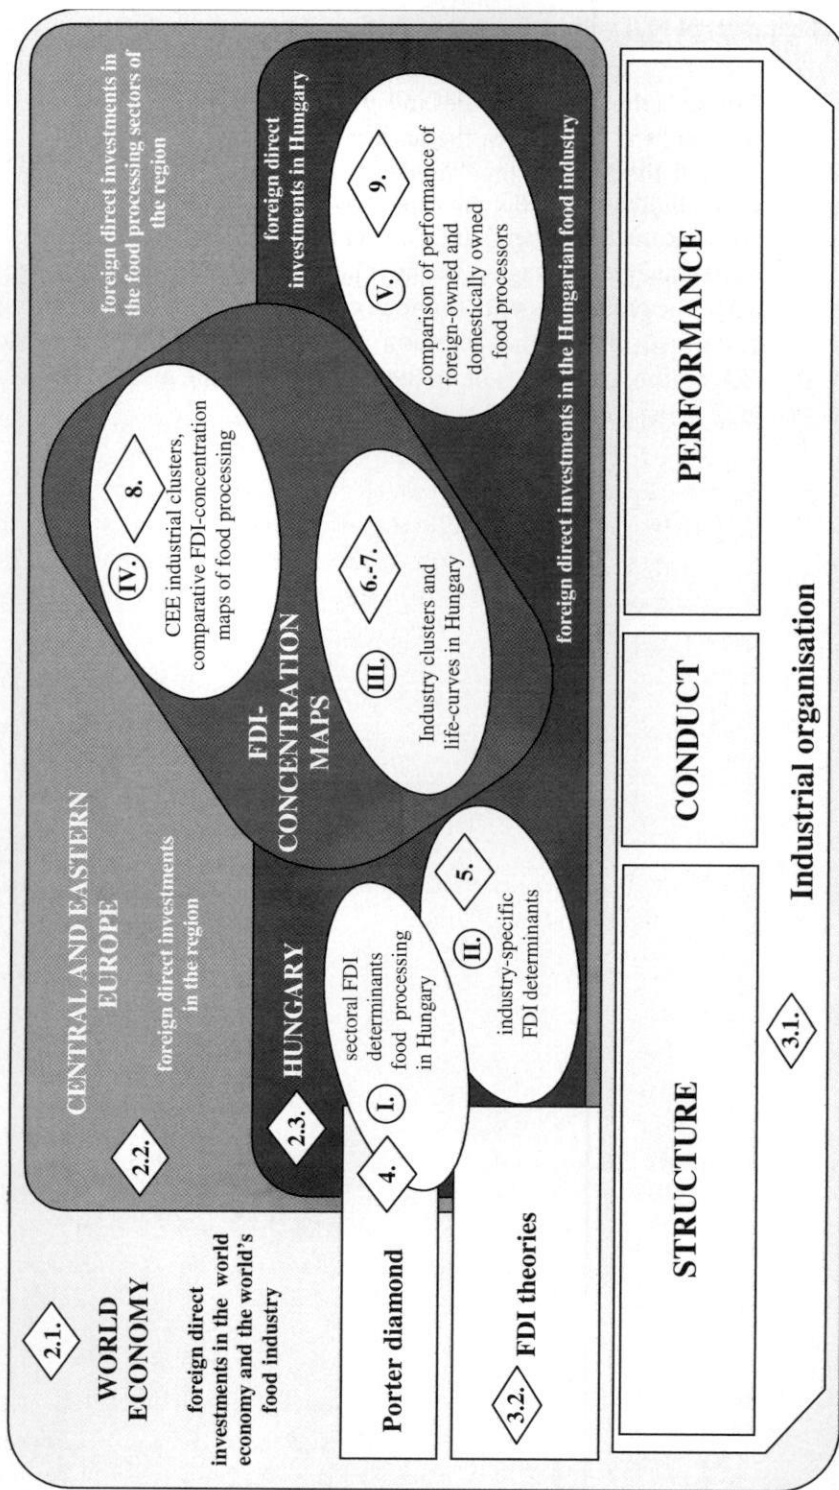 2.1.
WORLD
ECONOMY
foreign direct
investments in the world
economy and the world's
food industry
2.2.
CENTRAL AND EASTERN
EUROPE
foreign direct investments
in the region
foreign direct investments in
the food processing sectors of
the region
2.3.
HUNGARY
foreign direct
investments in Hungary
FDI-
CONCENTRATION
MAPS
IV.
8.
CEE industrial clusters,
comparative FDI-concentration
maps of food processing
III.
6.-7.
Industry clusters and
life-curves in Hungary
V.
9.
comparison of performance of
foreign-owned and
domestically owned
food processors
Porter diamond
4.
I.
sectoral FDI
determinants
food processing
in Hungary
3.2.
FDI theories
II.
5.
industry-specific
FDI determinants
foreign direct investments in the Hungarian food industry
STRUCTURE
CONDUCT
PERFORMANCE
3.1.
Industrial organisation